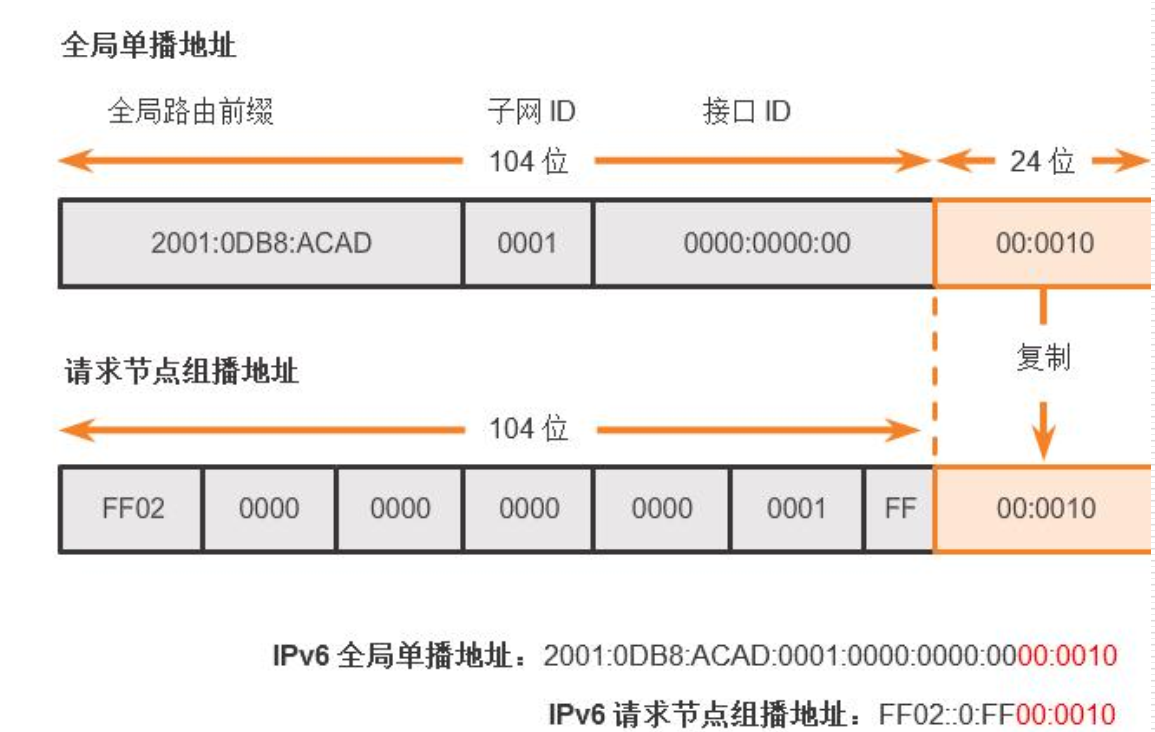 全局单播地址
全局路由前缀 子网 ID 接口 ID
104 位 24 位
2001:0DB8:ACAD 0001 0000:0000:00 00:0010
复制
请求节点组播地址
104 位
FF02 0000 0000 0000 0000 0001 FF 00:0010
IPv6 全局单播地址：2001:0DB8:ACAD:0001:0000:0000:0000:0010
IPv6 请求节点组播地址：FF02::0:FF00:0010